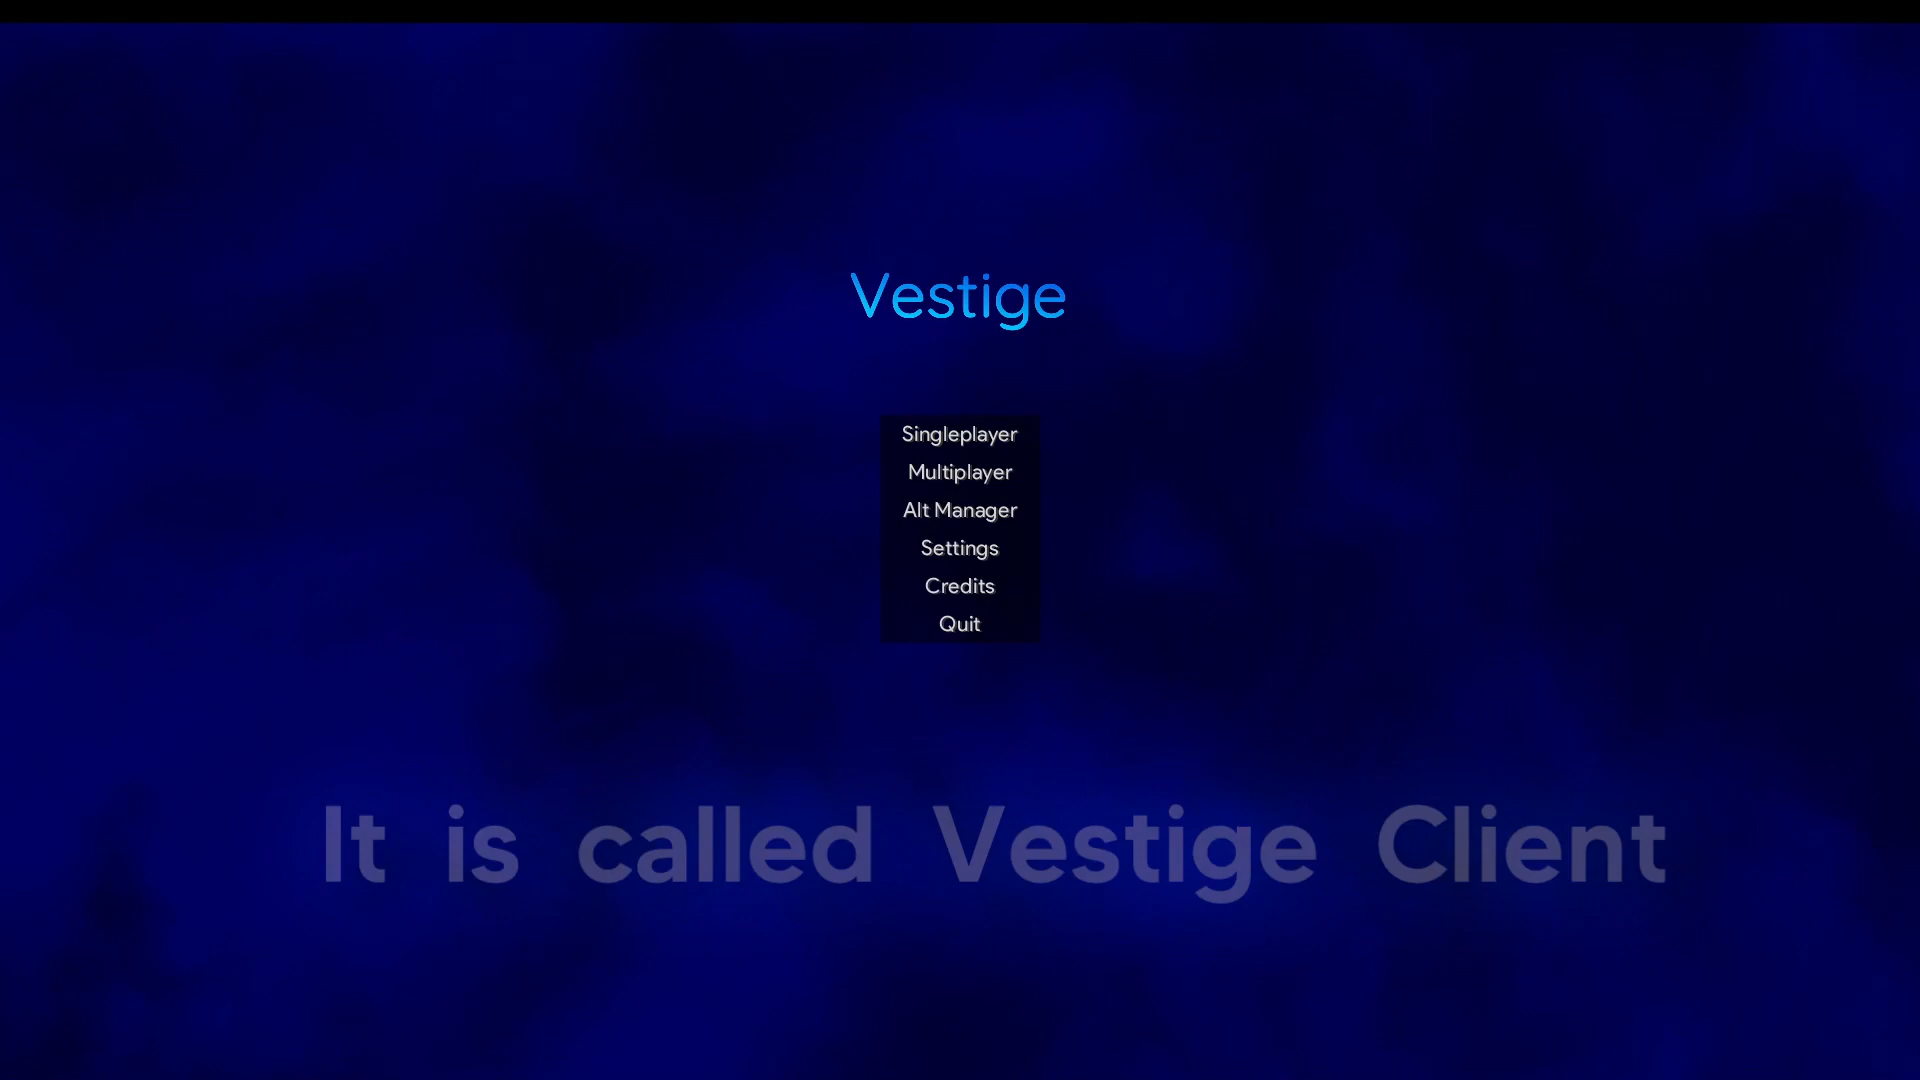 Vestige
Singleplayer
Multiplayer
Alt Manager
Settings
Credits
Quit
It is called Vestige Client